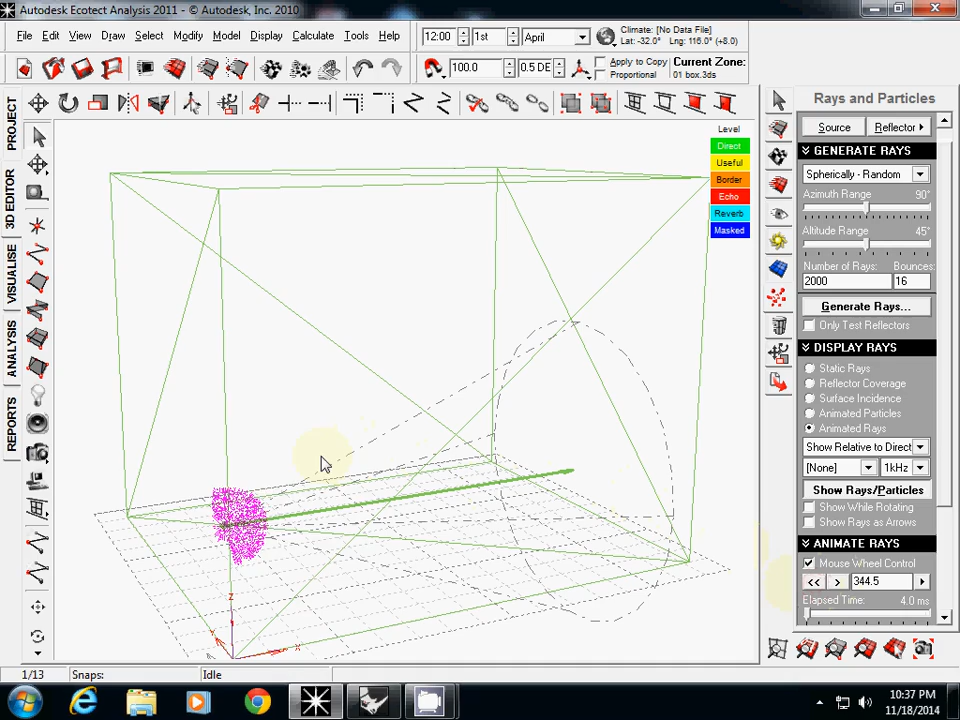 Autodesk Ecotect Analysis 2011 - © Autodesk, Inc. 2010
File Edit View Draw Select Modify Model Display Calculate Tools Help
12:00 1st April
Climate: [No Data File]
Lat: -32.0° Lng: 116.0° (+8.0)
100.0 0.5 DE
Apply to Copy
Proportional
Current Zone:
01 box.3ds
PROJECT
3D EDITOR
VISUALISE
ANALYSIS
REPORTS
Level
Direct
Useful
Border
Echo
Reverb
Masked
Z
Y
X
Rays and Particles
Source Reflector
GENERATE RAYS
Spherically - Random
Azimuth Range 90°
Altitude Range 45°
Number of Rays: Bounces:
2000 16
Generate Rays...
Only Test Reflectors
DISPLAY RAYS
Static Rays
Reflector Coverage
Surface Incidence
Animated Particles
Animated Rays
Show Relative to Direct
[None] 1kHz
Show Rays/Particles
Show While Rotating
Show Rays as Arrows
ANIMATE RAYS
Mouse Wheel Control
<< > 344.5
Elapsed Time: 4.0 ms
1/13 Snaps: Idle
10:37 PM
11/18/2014